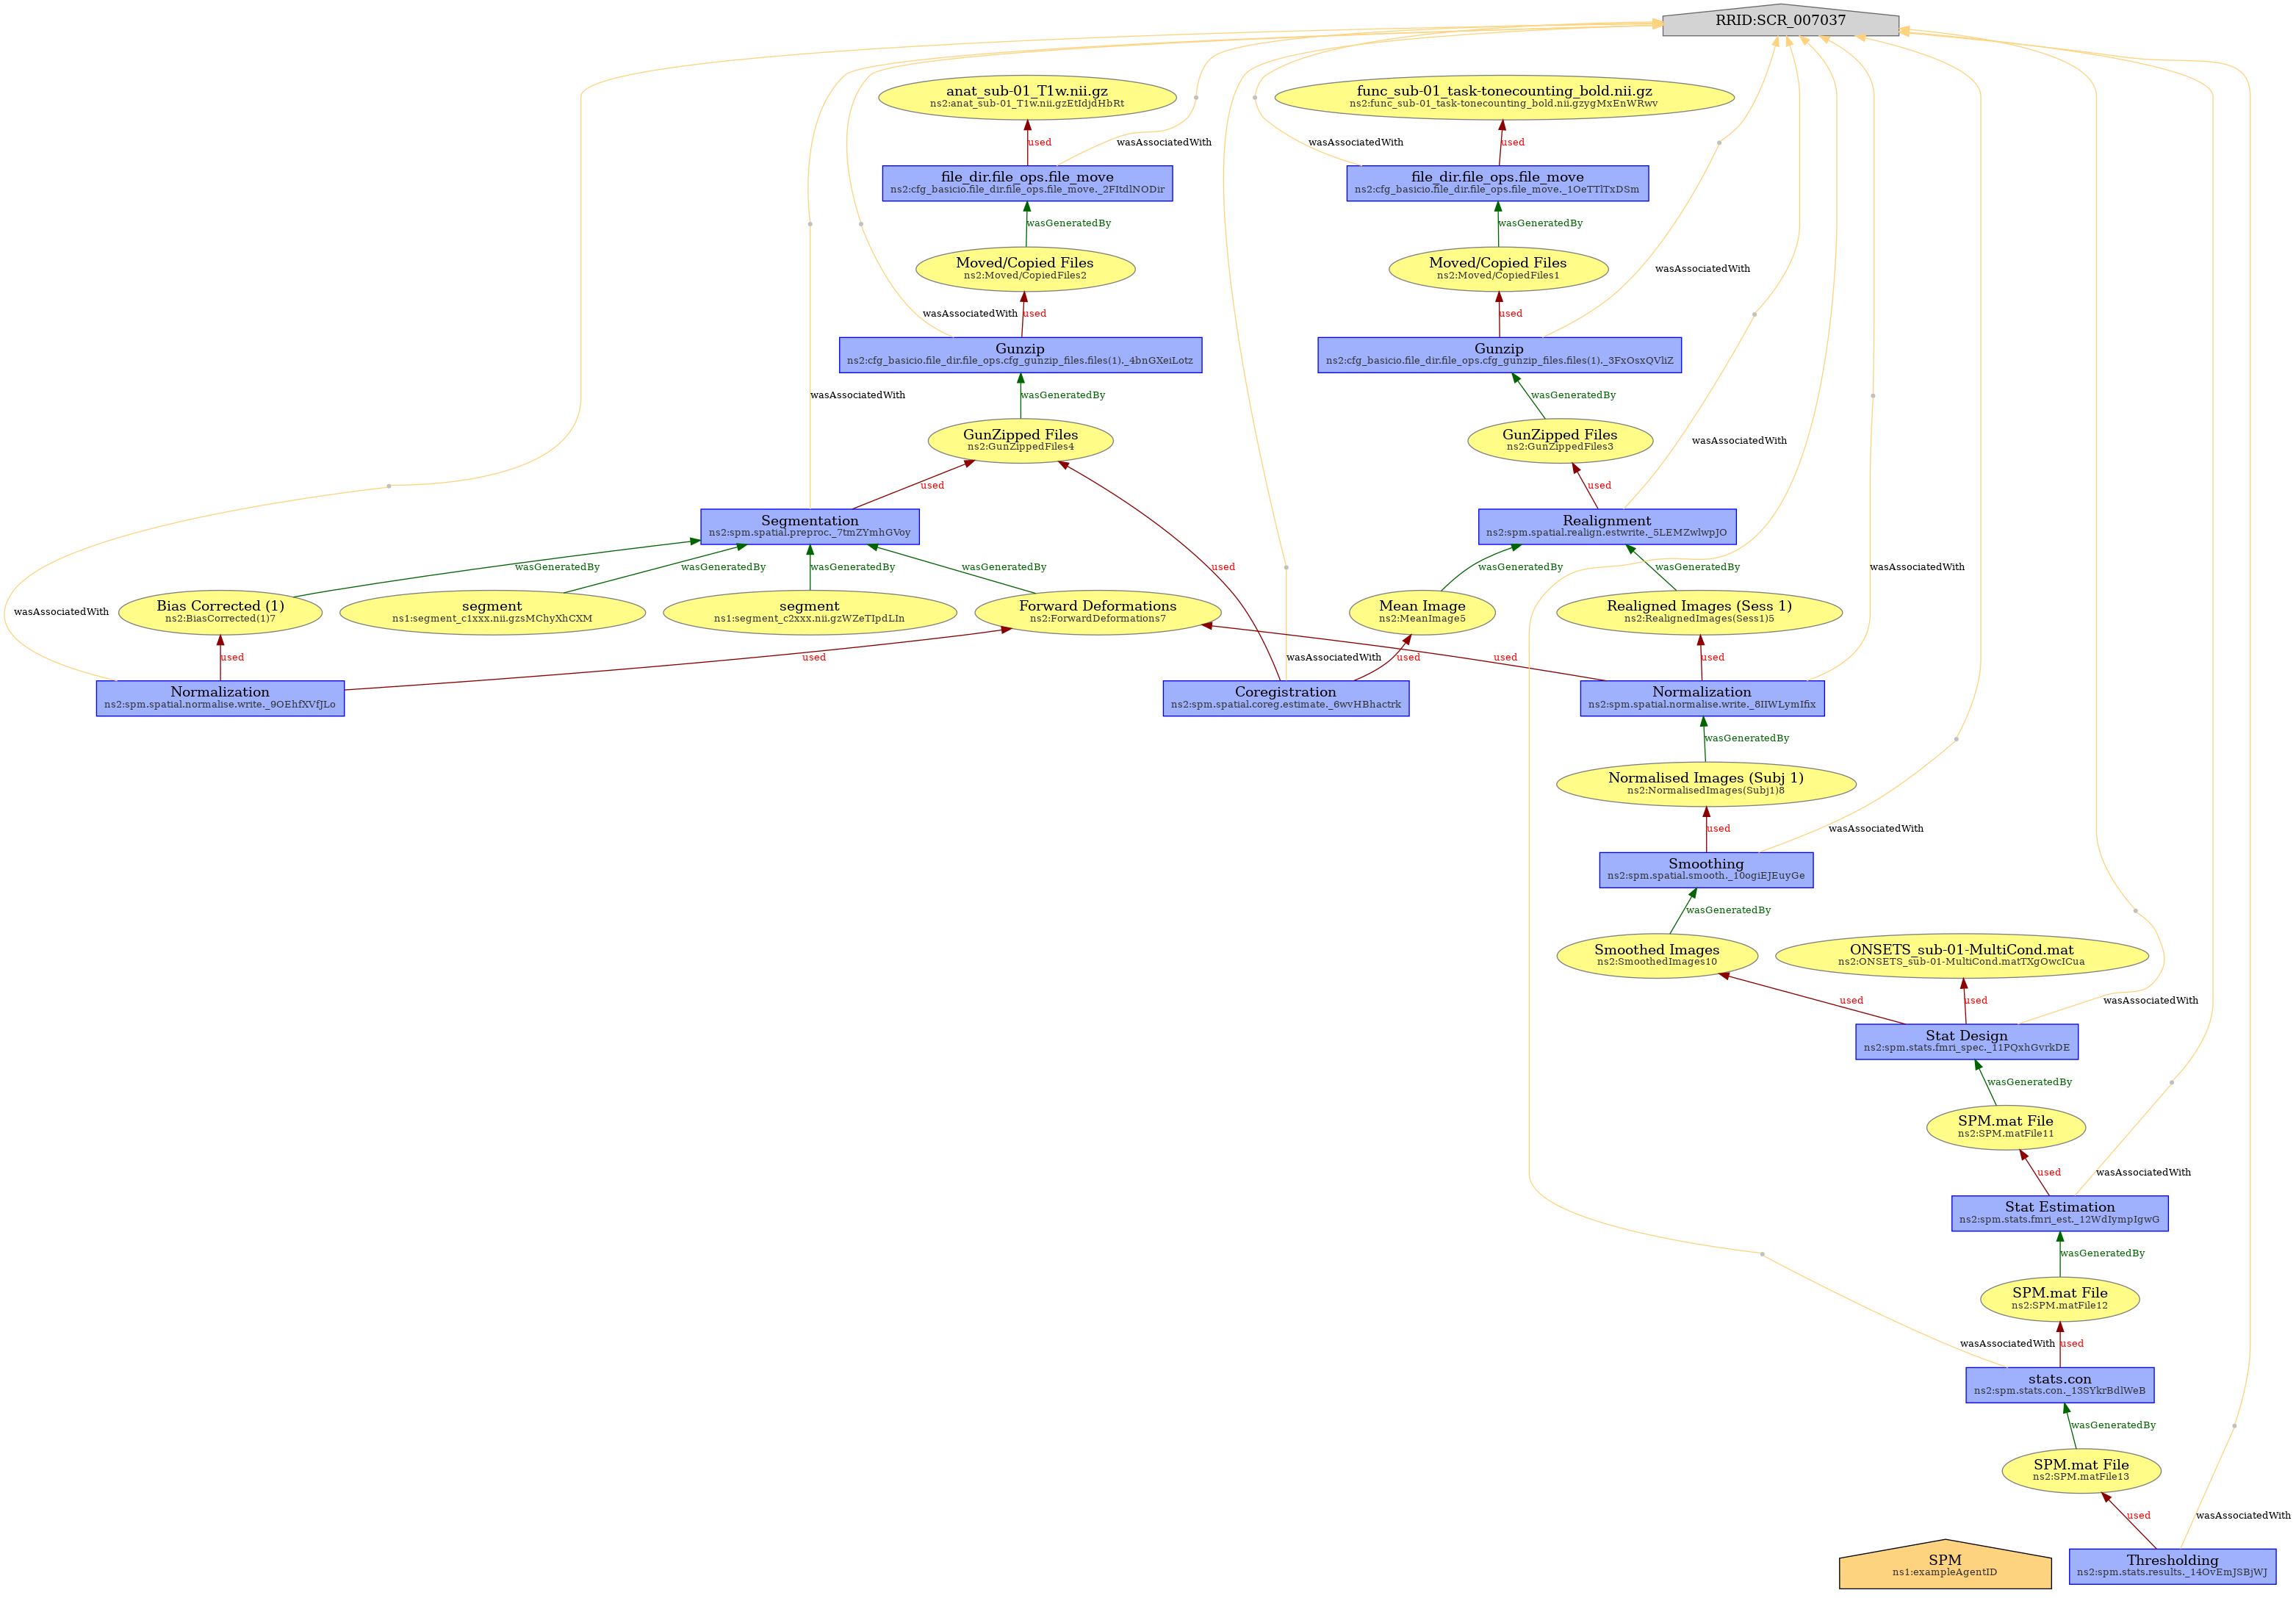 RRID:SCR_007037
anat_sub-01_T1w.nii.gz
ns2:anat_sub-01_T1w.nii.gzEtIdjdHbRt
func_sub-01_task-tonecounting_bold.nii.gz
ns2:func_sub-01_task-tonecounting_bold.nii.gzygMxEnWRwv
used
wasAssociatedWith
wasAssociatedWith
used
file_dir.file_ops.file_move
ns2:cfg_basicio.file_dir.file_ops.file_move._2FItdlNODir
file_dir.file_ops.file_move
ns2:cfg_basicio.file_dir.file_ops.file_move._1OeTTlTxDSm
wasGeneratedBy
wasGeneratedBy
Moved/Copied Files
ns2:Moved/CopiedFiles2
Moved/Copied Files
ns2:Moved/CopiedFiles1
wasAssociatedWith
wasAssociatedWith
used
used
Gunzip
ns2:cfg_basicio.file_dir.file_ops.cfg_gunzip_files.files(1)._4bnGXeiLotz
Gunzip
ns2:cfg_basicio.file_dir.file_ops.cfg_gunzip_files.files(1)._3FxOsxQVliZ
wasAssociatedWith
wasGeneratedBy
wasGeneratedBy
GunZipped Files
ns2:GunZippedFiles4
GunZipped Files
ns2:GunZippedFiles3
wasAssociatedWith
used
used
Segmentation
ns2:spm.spatial.preproc._7tmZYmhGVoy
Realignment
ns2:spm.spatial.realign.estwrite._5LEMZwlwpJO
wasGeneratedBy
wasGeneratedBy
wasGeneratedBy
wasGeneratedBy
used
wasGeneratedBy
wasGeneratedBy
wasAssociatedWith
wasAssociatedWith
Bias Corrected (1)
ns2:BiasCorrected(1)7
segment
ns1:segment_c1xxx.nii.gzsMChyXhCXM
segment
ns1:segment_c2xxx.nii.gzWZeTIpdLIn
Forward Deformations
ns2:ForwardDeformations7
Mean Image
ns2:MeanImage5
Realigned Images (Sess 1)
ns2:RealignedImages(Sess1)5
used
used
wasAssociatedWith
used
used
used
Normalization
ns2:spm.spatial.normalise.write._9OEhfXVfJLo
Coregistration
ns2:spm.spatial.coreg.estimate._6wvHBhactrk
Normalization
ns2:spm.spatial.normalise.write._8IIWLymIfix
wasGeneratedBy
Normalised Images (Subj 1)
ns2:NormalisedImages(Subj1)8
used
wasAssociatedWith
Smoothing
ns2:spm.spatial.smooth._10ogiEJEuyGe
wasGeneratedBy
Smoothed Images
ns2:SmoothedImages10
ONSETS_sub-01-MultiCond.mat
ns2:ONSETS_sub-01-MultiCond.matTXgOwcICua
used
used
wasAssociatedWith
Stat Design
ns2:spm.stats.fmri_spec._11PQxhGvrkDE
wasGeneratedBy
SPM.mat File
ns2:SPM.matFile11
used
wasAssociatedWith
Stat Estimation
ns2:spm.stats.fmri_est._12WdIympIgwG
wasGeneratedBy
SPM.mat File
ns2:SPM.matFile12
wasAssociatedWith
used
stats.con
ns2:spm.stats.con._13SYkrBdlWeB
wasGeneratedBy
SPM.mat File
ns2:SPM.matFile13
used
wasAssociatedWith
SPM
ns1:exampleAgentID
Thresholding
ns2:spm.stats.results._14OvEmJSBjWJ